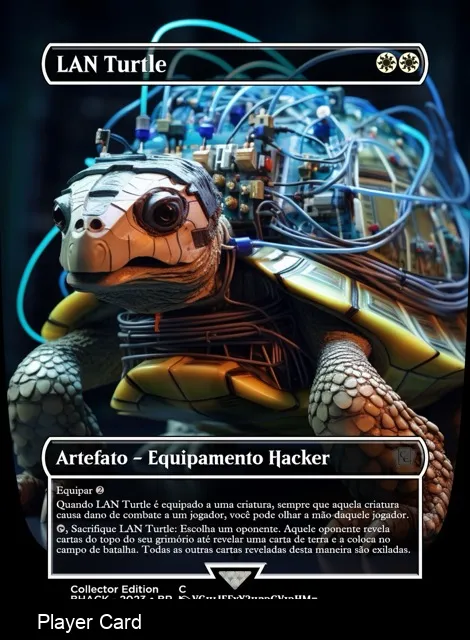 LAN Turtle
Artefato – Equipamento Hacker
Equipar 2
Quando LAN Turtle é equipado a uma criatura, sempre que aquela criatura
causa dano de combate a um jogador, você pode olhar a mão daquele jogador.
, Sacrifique LAN Turtle: Escolha um oponente. Aquele oponente revela
cartas do topo do seu grimório até revelar uma carta de terra e a coloca no
campo de batalha. Todas as outras cartas reveladas desta maneira são exiladas.
Collector Edition C
2023 • BR
Player Card